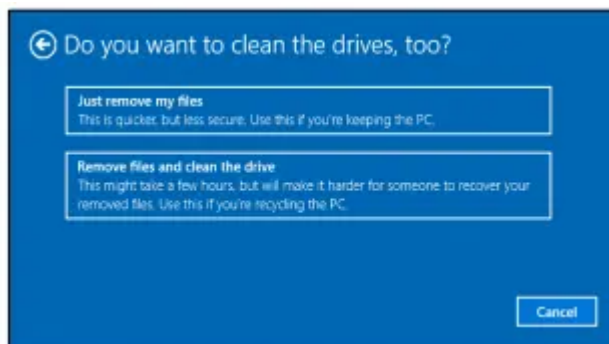 Do you want to clean the drives, too?
Just remove my files
This is quicker, but less secure. Use this if you're keeping the PC.
Remove files and clean the drive
This might take a few hours, but will make it harder for someone to recover your
removed files. Use this if you're recycling the PC.
Cancel